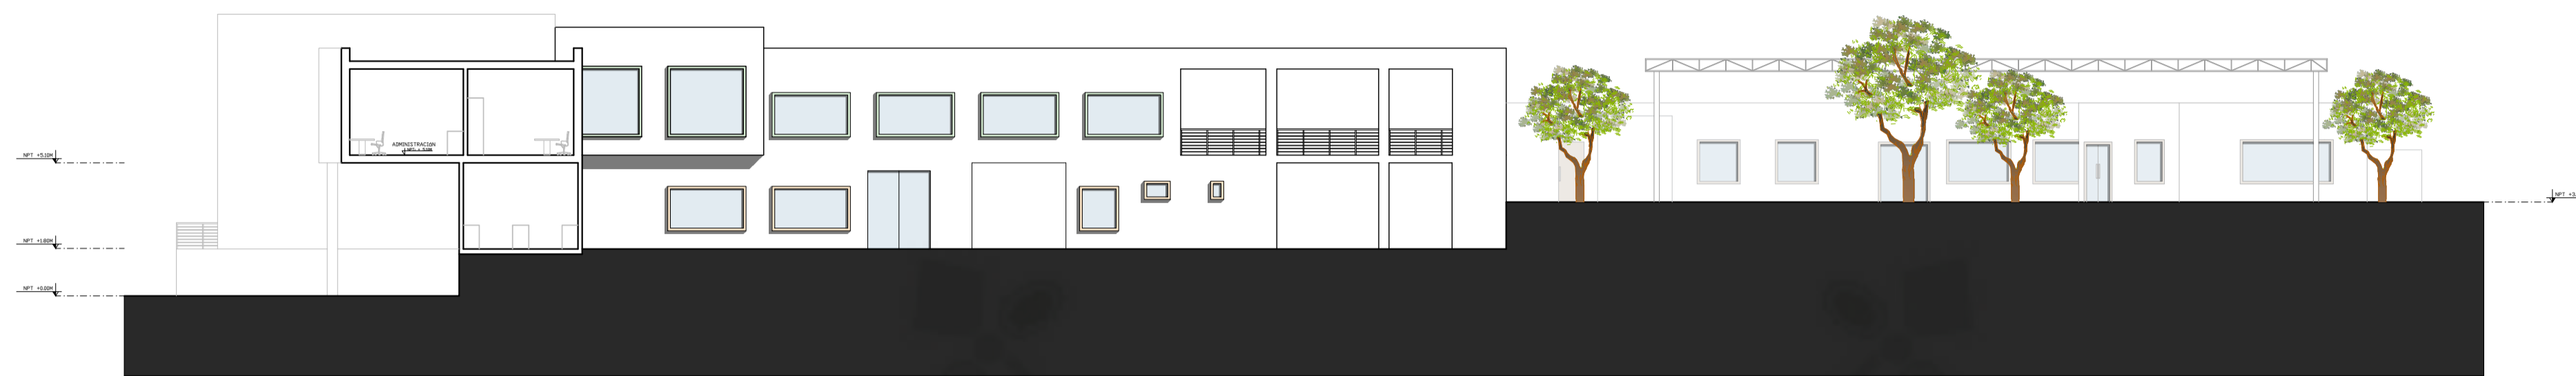 ADMINISTRACION
NPT +5.10M
NPT +1.80M
NPT +0.00M